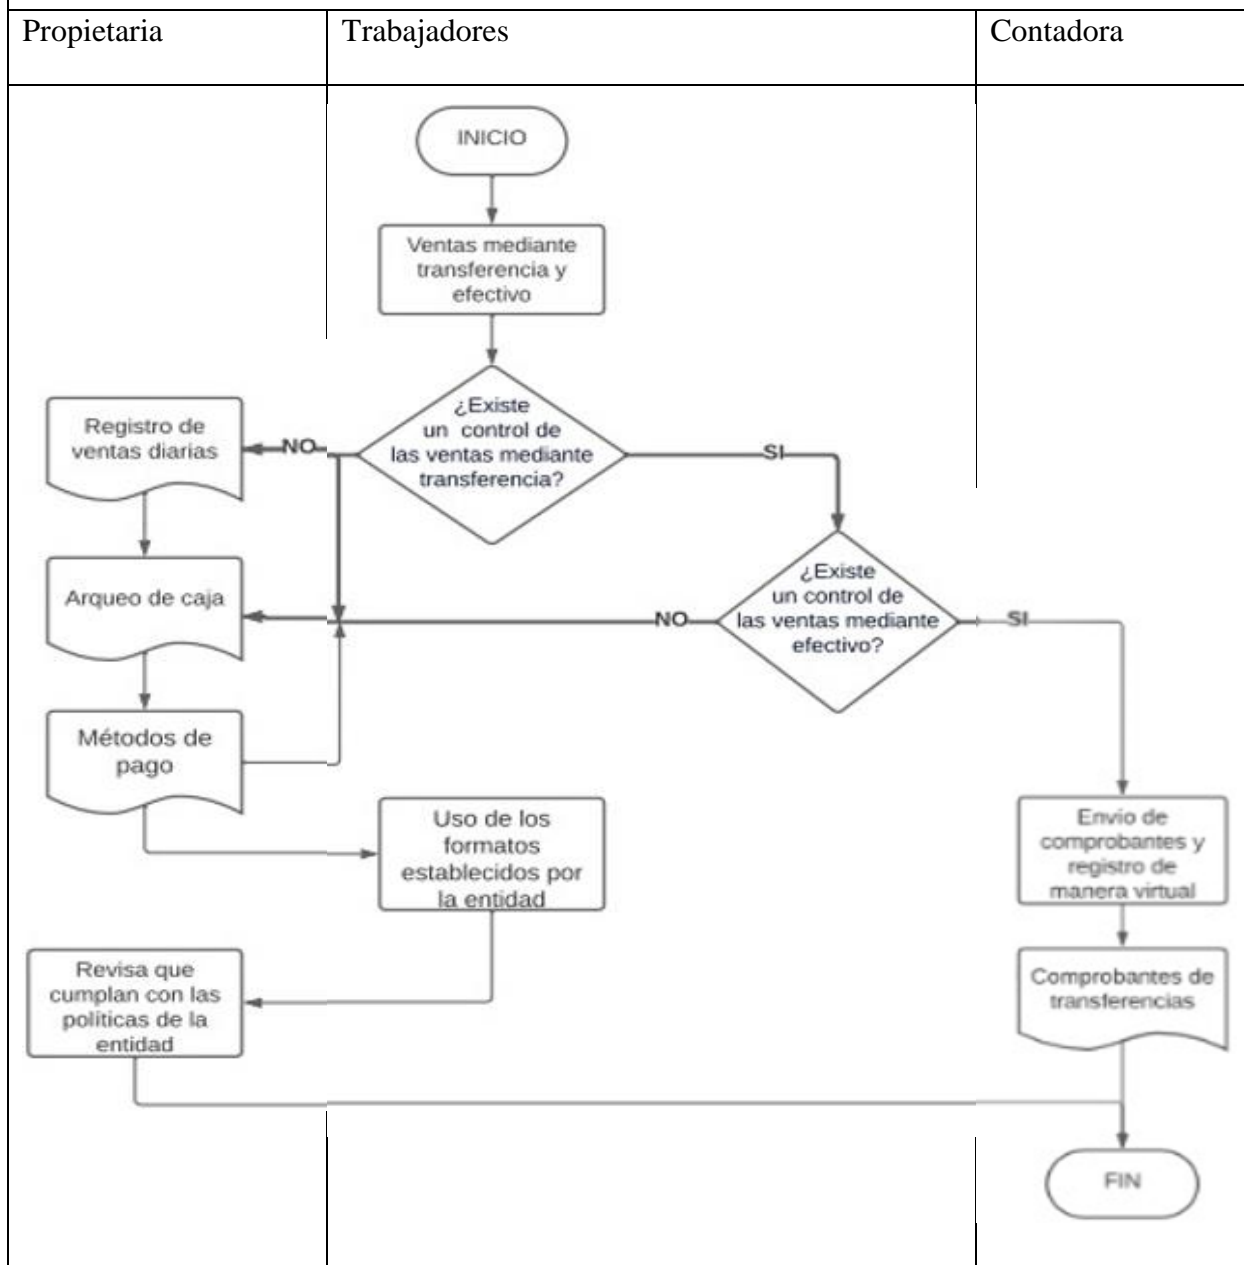 Propietaria
Trabajadores
Contadora
INICIO
Ventas mediante
transferencia y
efectivo
¿Existe
un control de
las ventas mediante
transferencia?
NO
SI
Registro de
ventas diarias
¿Existe
un control de
las ventas mediante
efectivo?
NO
SI
Arqueo de caja
Métodos de
pago
Uso de los
formatos
establecidos por
la entidad
Envio de
comprobantes y
registro de
manera virtual
Revisa que
cumplan con las
políticas de la
entidad
Comprobantes de
transferencias
FIN